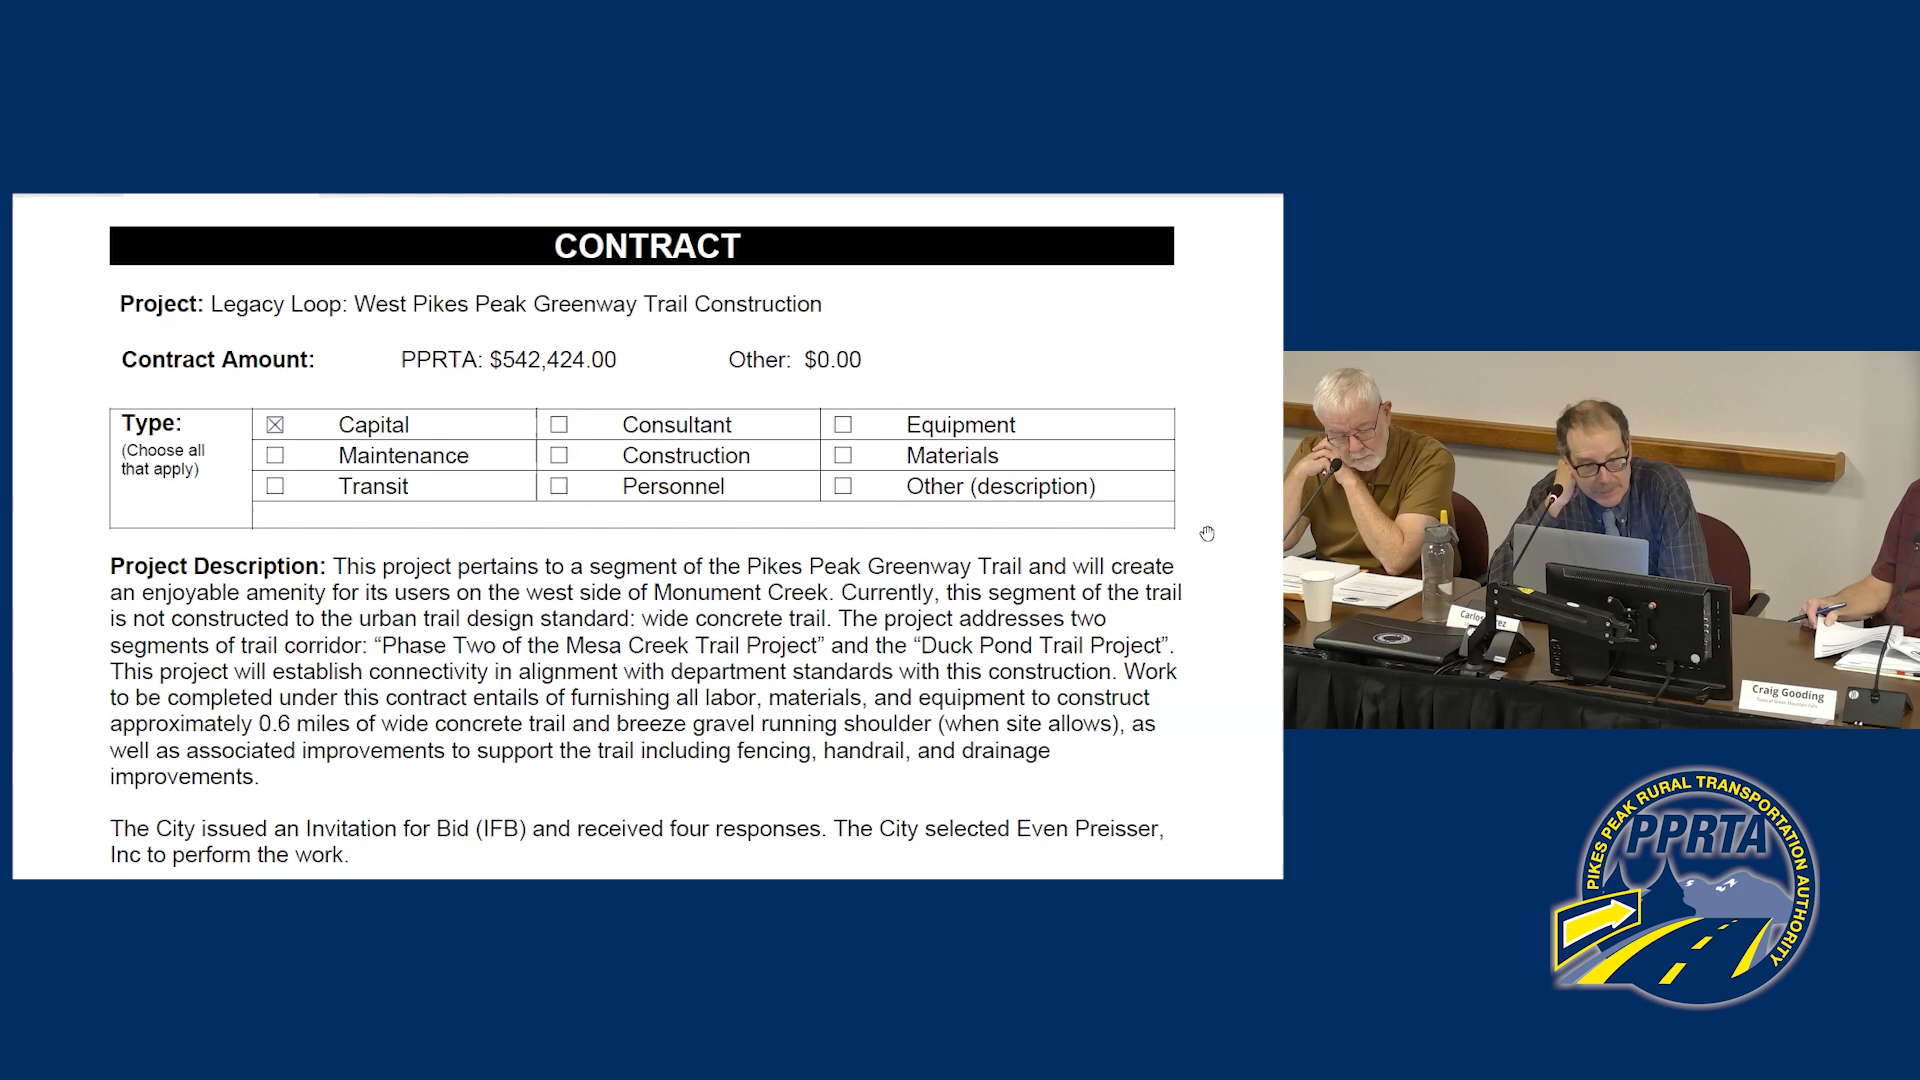 CONTRACT
Project: Legacy Loop: West Pikes Peak Greenway Trail Construction
Contract Amount: PPRTA: $542,424.00 Other: $0.00
Type: ☒ Capital ☐ Consultant ☐ Equipment
(Choose all that apply) ☐ Maintenance ☐ Construction ☐ Materials
☐ Transit ☐ Personnel ☐ Other (description)
Project Description: This project pertains to a segment of the Pikes Peak Greenway Trail and will create
an enjoyable amenity for its users on the west side of Monument Creek. Currently, this segment of the trail
is not constructed to the urban trail design standard: wide concrete trail. The project addresses two
segments of trail corridor: “Phase Two of the Mesa Creek Trail Project” and the “Duck Pond Trail Project”.
This project will establish connectivity in alignment with department standards with this construction. Work
to be completed under this contract entails of furnishing all labor, materials, and equipment to construct
approximately 0.6 miles of wide concrete trail and breeze gravel running shoulder (when site allows), as
well as associated improvements to support the trail including fencing, handrail, and drainage
improvements.
The City issued an Invitation for Bid (IFB) and received four responses. The City selected Even Preisser,
Inc to perform the work.
Craig Gooding
PIKES PEAK RURAL TRANSPORTATION AUTHORITY
PPRTA